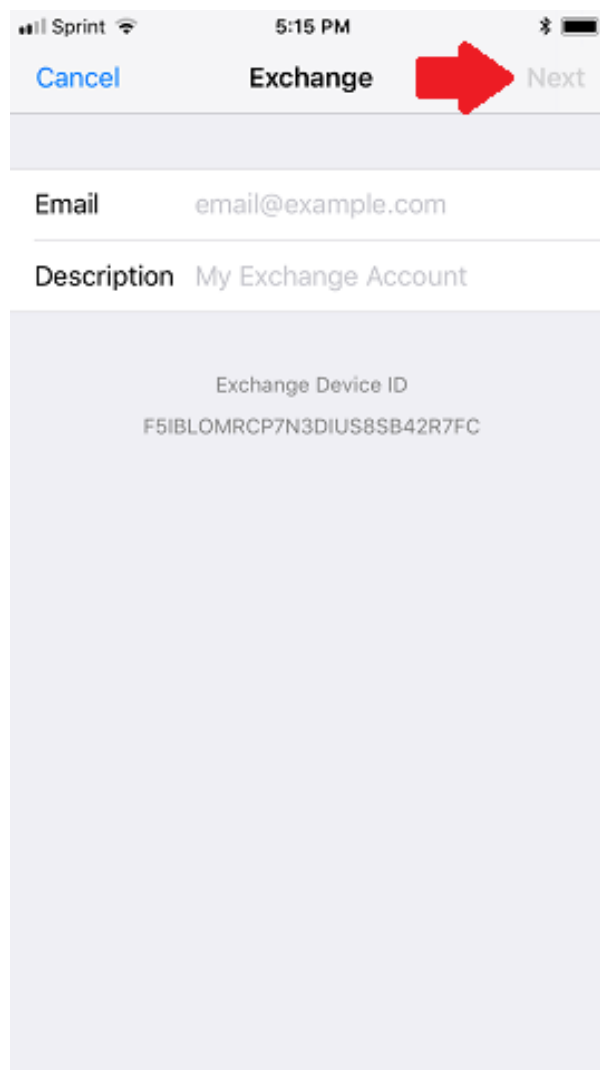 Sprint 5:15 PM
Cancel Exchange Next
Email email@example.com
Description My Exchange Account
Exchange Device ID
F5IBLOMRCP7N3DIUS8SB42R7FC